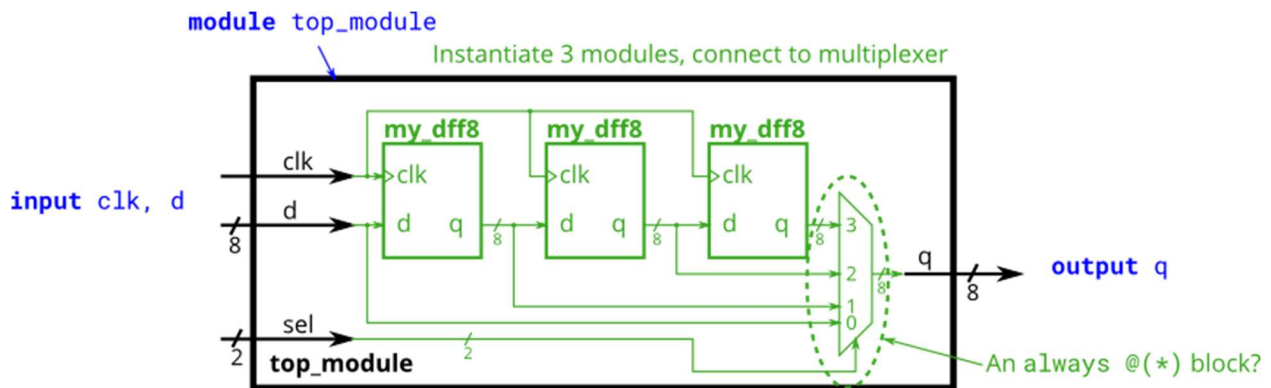 module top_module
Instantiate 3 modules, connect to multiplexer
my_dff8 my_dff8 my_dff8
clk clk clk clk
input clk, d
d d q d q d q 3
8 8 8 8
2
8
q
8
output q
1
0
sel
2
2
top_module
An always @(*) block?